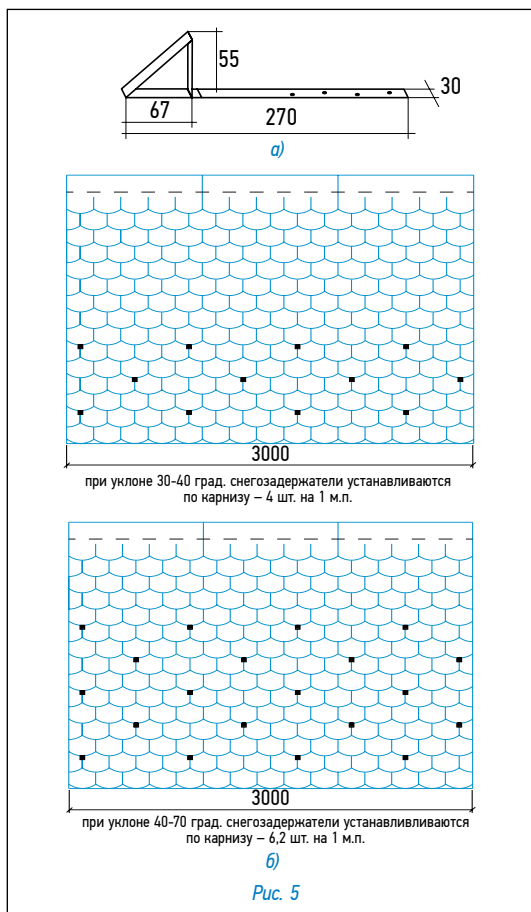 55
30
67
270
а)
3000
при уклоне 30-40 град. снегозадержатели устанавливаются
по карнизу – 4 шт. на 1 м.п.
3000
при уклоне 40-70 град. снегозадержатели устанавливливаются
по карнизу – 6,2 шт. на 1 м.п.
б)
Рис. 5